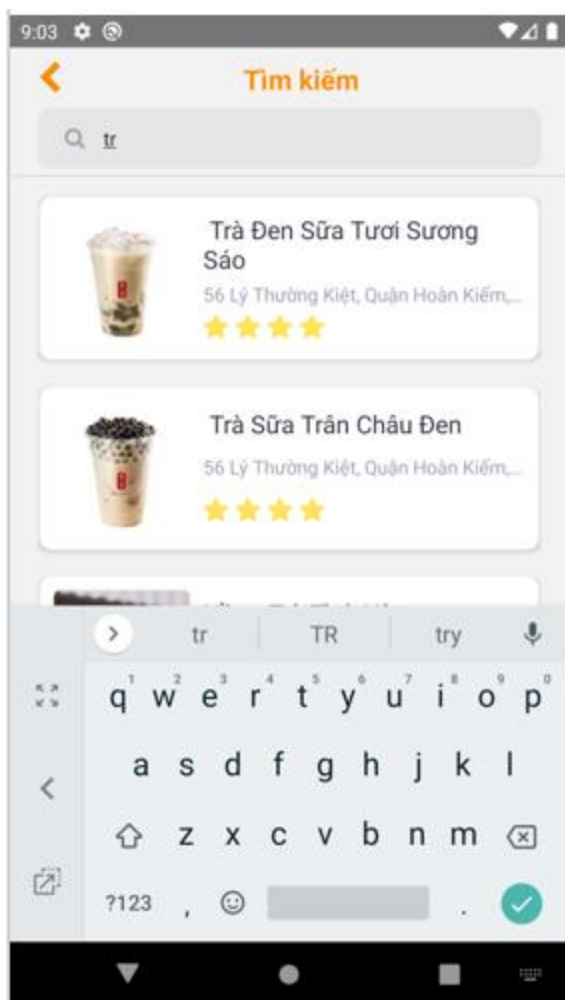 9:03
Tìm kiếm
tr
Trà Đen Sữa Tươi Sương
Sáo
56 Lý Thường Kiệt, Quận Hoàn Kiếm,...
Trà Sữa Trân Châu Đen
56 Lý Thường Kiệt, Quận Hoàn Kiếm,...
tr TR try
1 2 3 4 5 6 7 8 9 0
q w e r t y u i o p
a s d f g h j k l
z x c v b n m
?123 , .